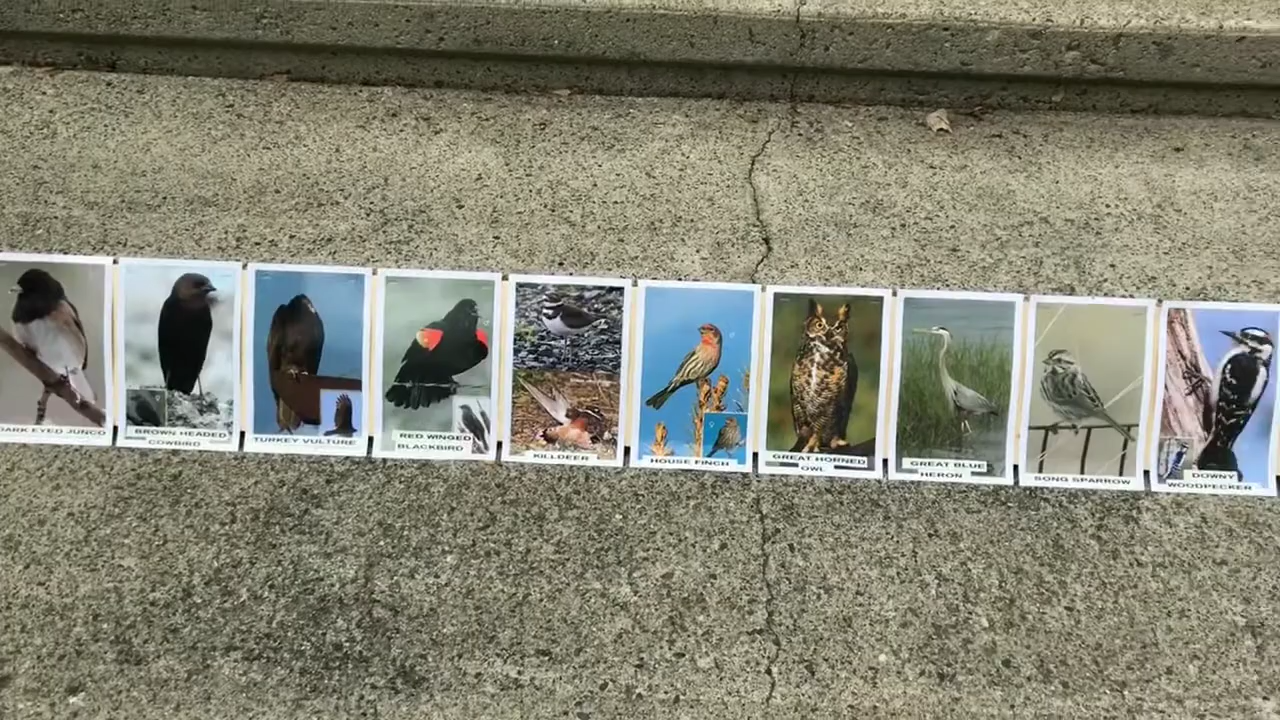 DARK EYED JUNCO
BROWN HEADED
COWBIRD
TURKEY VULTURE
RED WINGED
BLACKBIRD
KILLDEER
HOUSE FINCH
GREAT HORNED
OWL
GREAT BLUE
HERON
SONG SPARROW
DOWNY
WOODPECKER